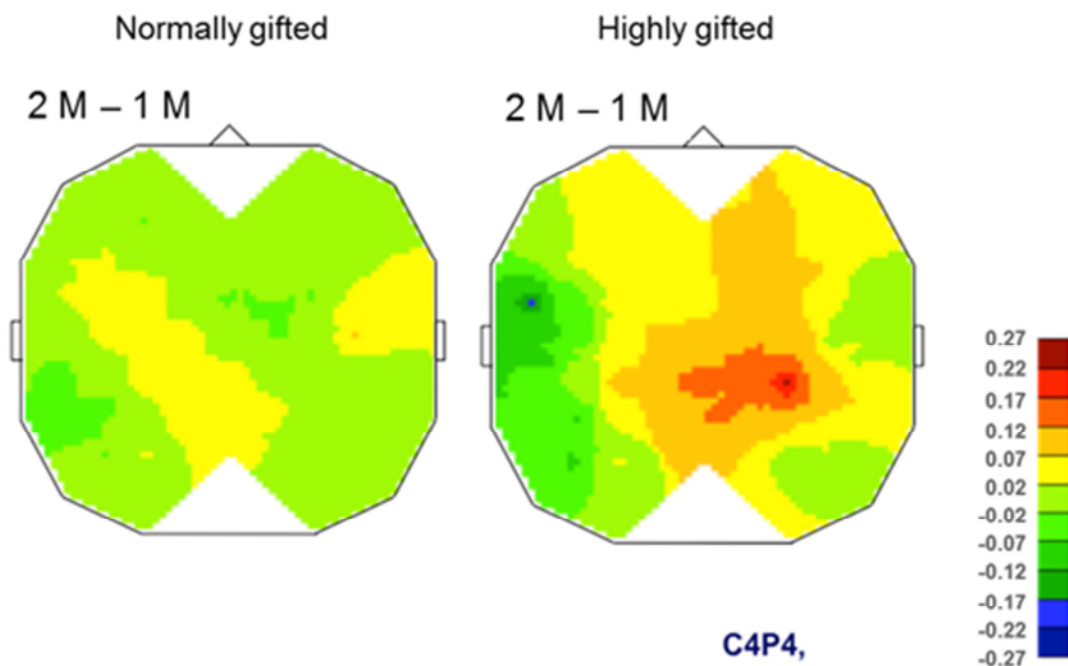 Normally gifted
Highly gifted
2 M – 1 M
2 M – 1 M
0.27
0.22
0.17
0.12
0.07
0.02
-0.02
-0.07
-0.12
-0.17
-0.22
-0.27
C4P4,